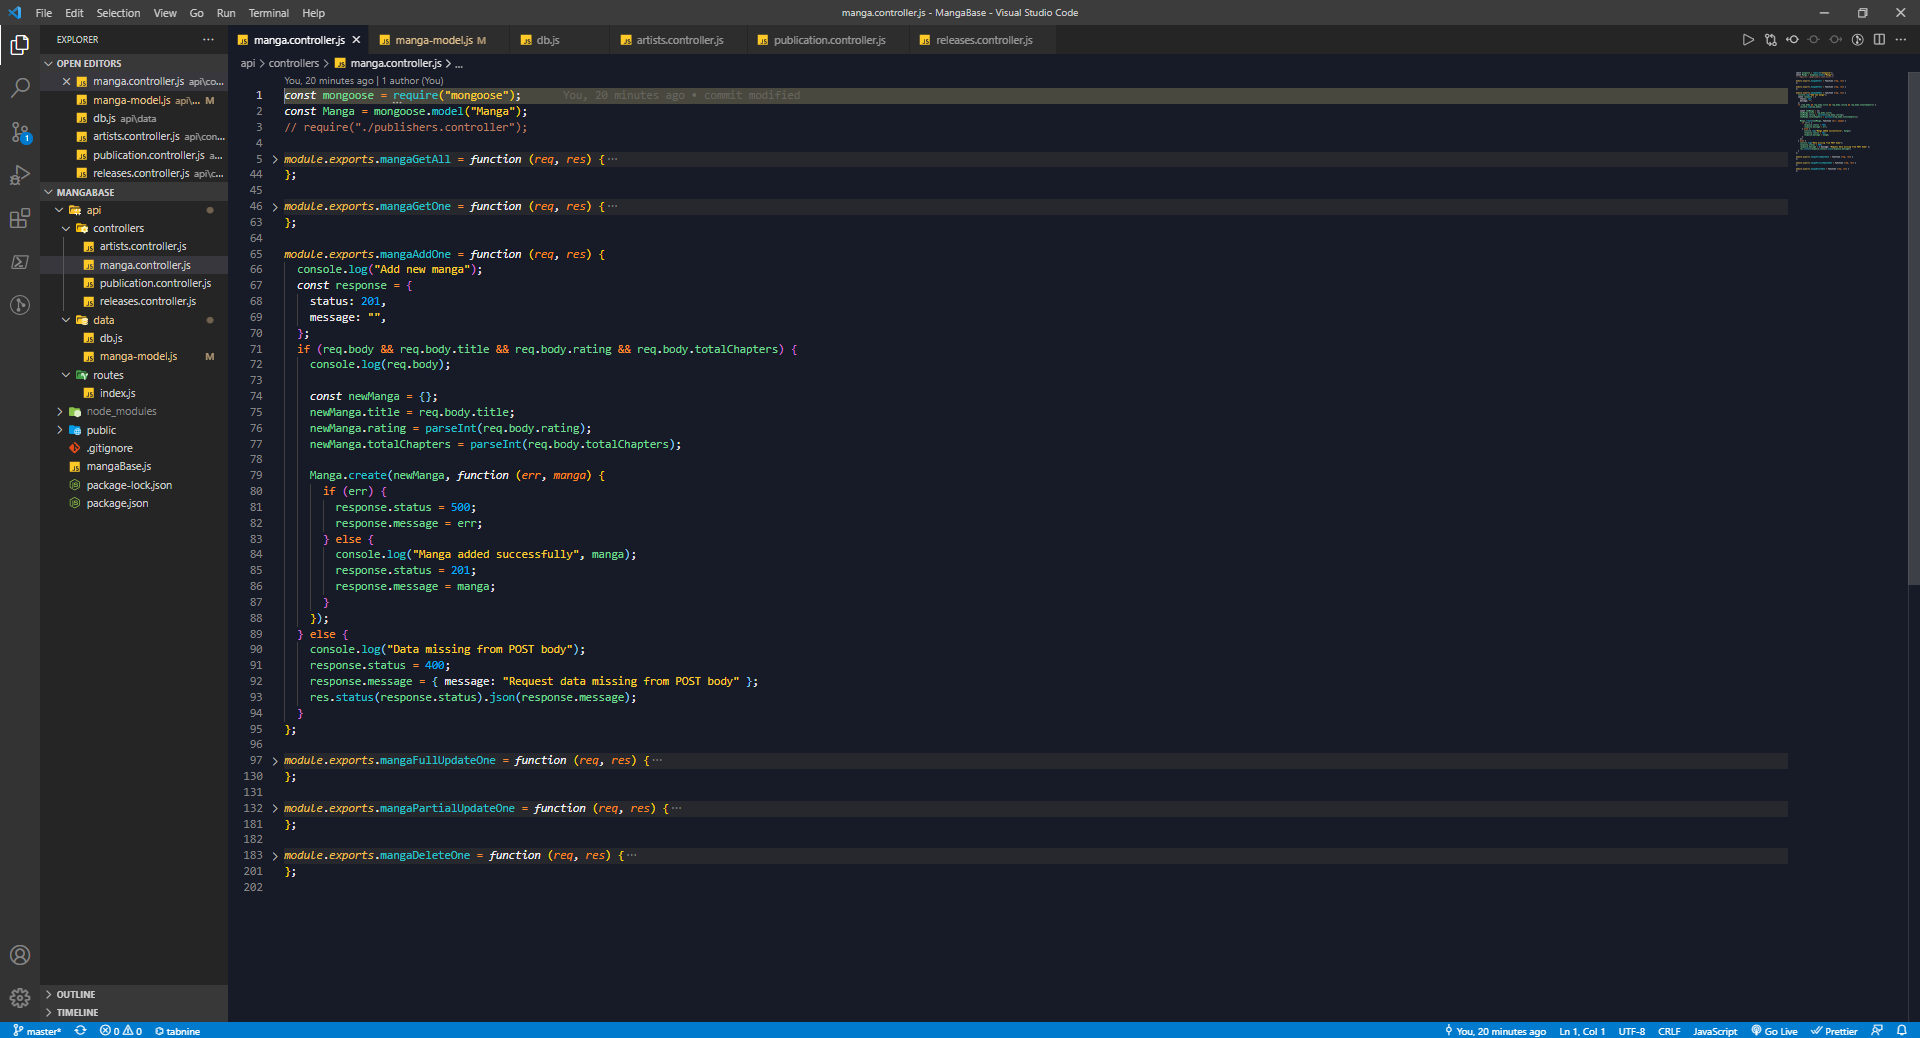 File Edit Selection View Go Run Terminal Help
manga.controller.js - MangaBase - Visual Studio Code
EXPLORER
manga.controller.js
manga-model.js M
db.js
artists.controller.js
publication.controller.js
releases.controller.js
OPEN EDITORS
manga.controller.js api\co...
manga-model.js api\... M
db.js api\data
artists.controller.js api\con...
publication.controller.js a...
releases.controller.js api\c...
MANGABASE
api
controllers
artists.controller.js
manga.controller.js
publication.controller.js
releases.controller.js
data
db.js
manga-model.js M
routes
index.js
node_modules
public
.gitignore
mangaBase.js
package-lock.json
package.json
OUTLINE
TIMELINE
api > controllers > manga.controller.js > ...
You, 20 minutes ago | 1 author (You)
1 const mongoose = require("mongoose"); You, 20 minutes ago • commit modified
2 const Manga = mongoose.model("Manga");
3 // require("./publishers.controller");
4
5 module.exports.mangaGetAll = function (req, res) {...
44 };
45
46 module.exports.mangaGetOne = function (req, res) {...
63 };
64
65 module.exports.mangaAddOne = function (req, res) {
66 console.log("Add new manga");
67 const response = {
68 status: 201,
69 message: "",
70 };
71 if (req.body && req.body.title && req.body.rating && req.body.totalChapters) {
72 console.log(req.body);
73
74 const newManga = {};
75 newManga.title = req.body.title;
76 newManga.rating = parseInt(req.body.rating);
77 newManga.totalChapters = parseInt(req.body.totalChapters);
78
79 Manga.create(newManga, function (err, manga) {
80 if (err) {
81 response.status = 500;
82 response.message = err;
83 } else {
84 console.log("Manga added successfully", manga);
85 response.status = 201;
86 response.message = manga;
87 }
88 });
89 } else {
90 console.log("Data missing from POST body");
91 response.status = 400;
92 response.message = { message: "Request data missing from POST body" };
93 res.status(response.status).json(response.message);
94 }
95 };
96
97 module.exports.mangaFullUpdateOne = function (req, res) {...
130 };
131
132 module.exports.mangaPartialUpdateOne = function (req, res) {...
181 };
182
183 module.exports.mangaDeleteOne = function (req, res) {...
201 };
202
master* 0 0 tabnine
You, 20 minutes ago Ln 1, Col 1 UTF-8 CRLF JavaScript Go Live Prettier